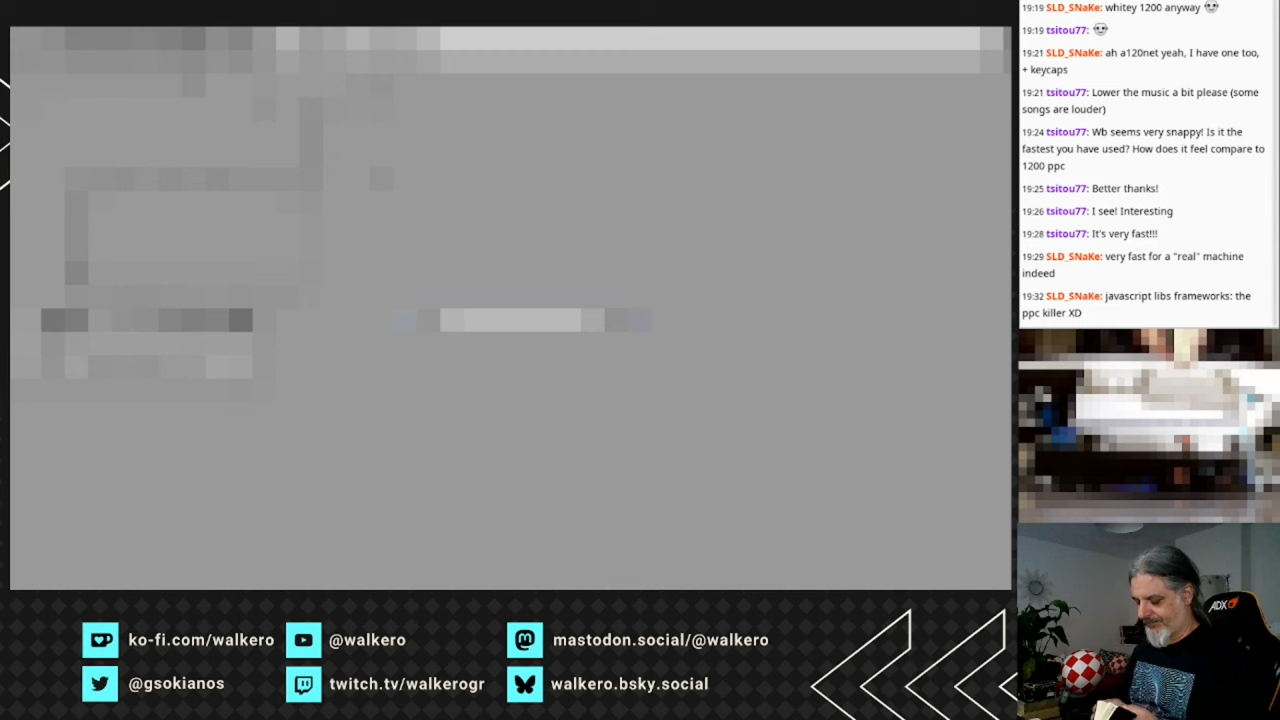 19:19 SLD_SNaKe: whitey 1200 anyway
19:19 tsitou77:
19:21 SLD_SNaKe: ah a120net yeah, I have one too,
+ keycaps
19:21 tsitou77: Lower the music a bit please (some
songs are louder)
19:24 tsitou77: Wb seems very snappy! Is it the
fastest you have used? How does it feel compare to
1200 ppc
19:25 tsitou77: Better thanks!
19:26 tsitou77: I see! Interesting
19:28 tsitou77: It's very fast!!!
19:29 SLD_SNaKe: very fast for a "real" machine
indeed
19:32 SLD_SNaKe: javascript libs frameworks: the
ppc killer XD
ADX
ko-fi.com/walkero
@walkero
mastodon.social/@walkero
@gsokianos
twitch.tv/walkerogr
walkero.bsky.social